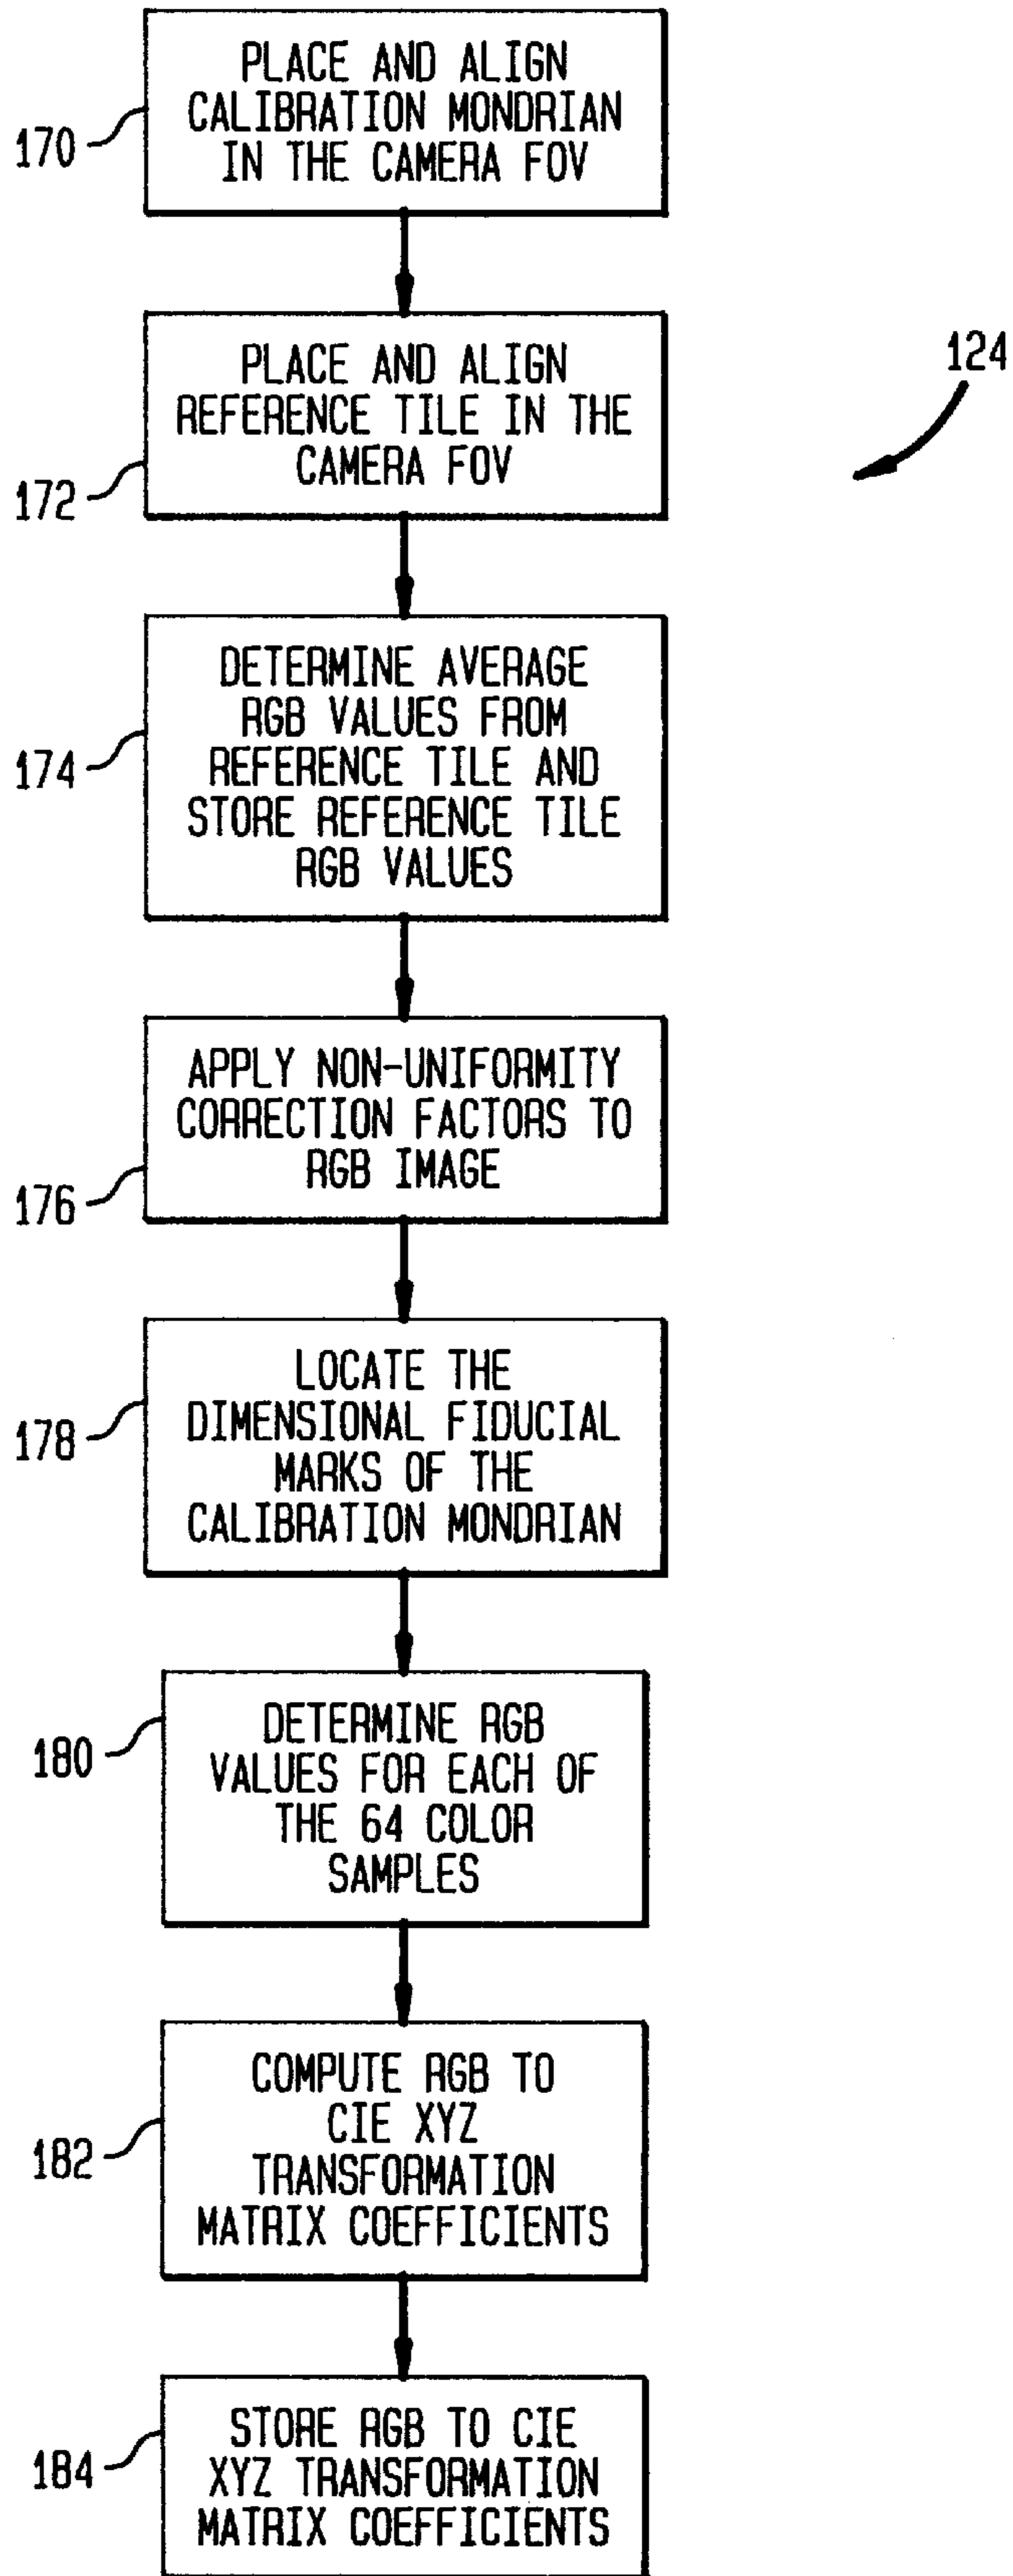 PLACE AND ALIGN
CALIBRATION MONDRIAN
IN THE CAMERA FOV
170
PLACE AND ALIGN
REFERENCE TILE IN THE
CAMERA FOV
172
124
DETERMINE AVERAGE
RGB VALUES FROM
REFERENCE TILE AND
STORE REFERENCE TILE
RGB VALUES
174
APPLY NON-UNIFORMITY
CORRECTION FACTORS TO
RGB IMAGE
176
LOCATE THE
DIMENSIONAL FIDUCIAL
MARKS OF THE
CALIBRATION MONDRIAN
178
DETERMINE RGB
VALUES FOR EACH OF
THE 64 COLOR
SAMPLES
180
COMPUTE RGB TO
CIE XYZ
TRANSFORMATION
MATRIX COEFFICIENTS
182
STORE RGB TO CIE
XYZ TRANSFORMATION
MATRIX COEFFICIENTS
184